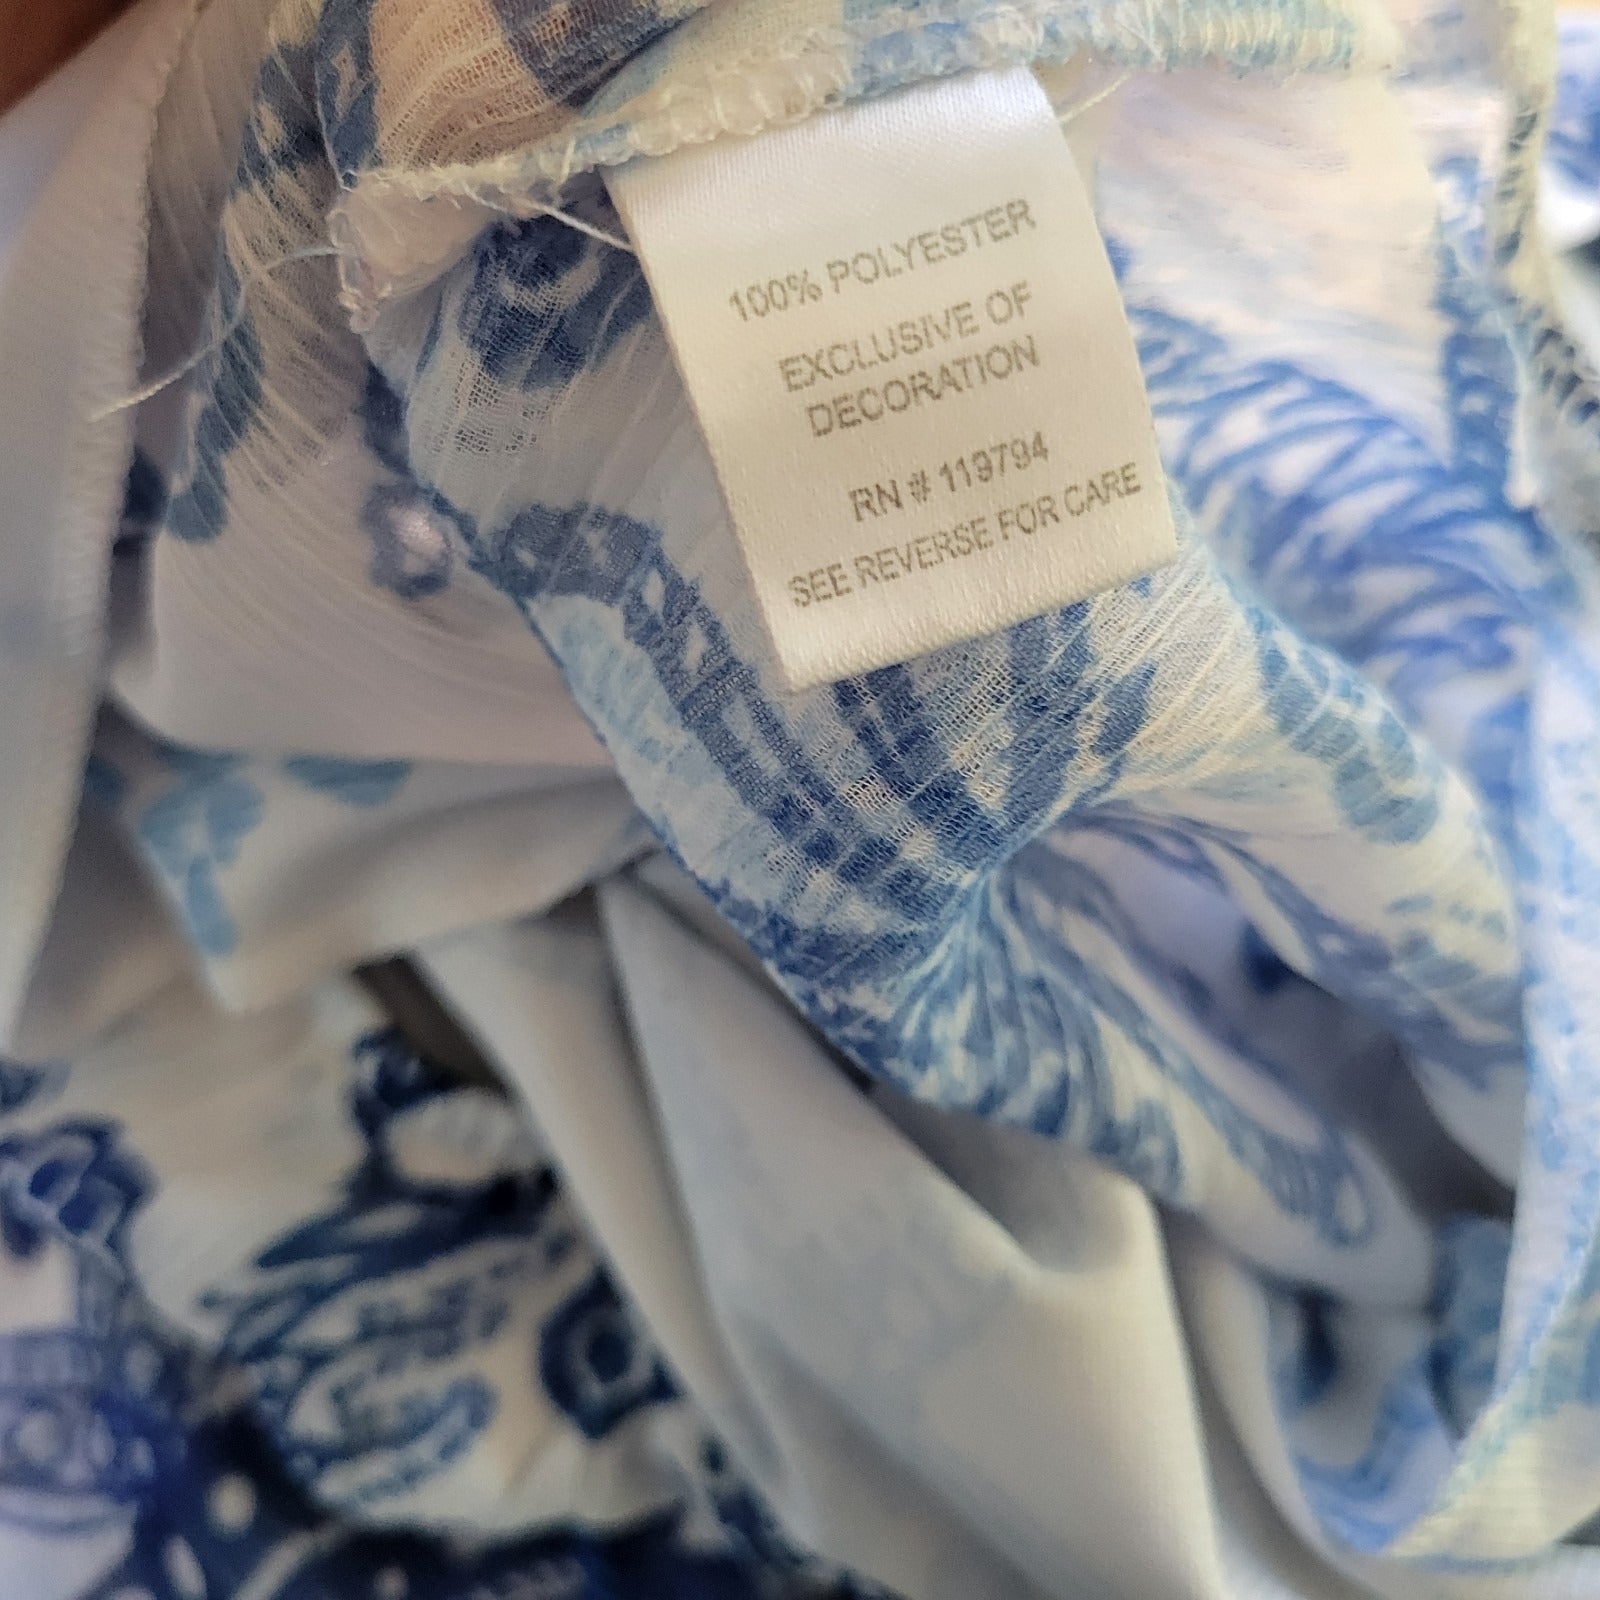 100% POLYESTER
EXCLUSIVE OF
DECORATION
RN # 119794
SEE REVERSE FOR CARE